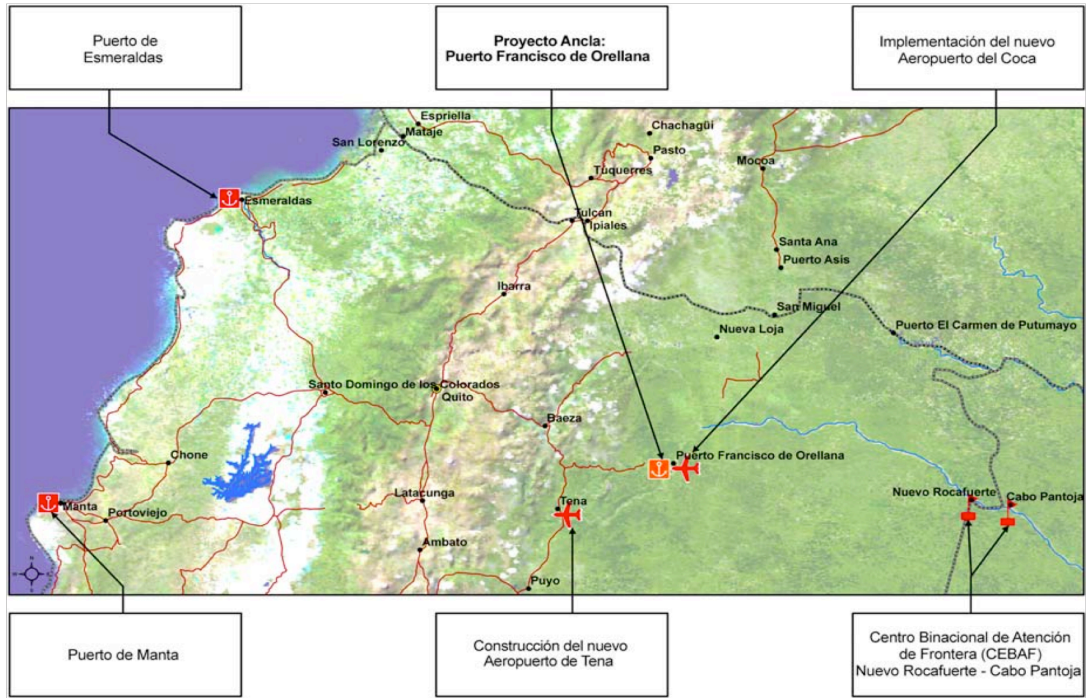 Puerto de
Esmeraldas
Proyecto Ancla:
Puerto Francisco de Orellana
Implementación del nuevo
Aeropuerto del Coca
Espriella
Mataje
San Lorenzo
Chachagüi
Pasto
Tuquerres
Mocoa
Esmeraldas
Tulcan
Ipiales
Santa Ana
Puerto Asis
Ibarra
San Miguel
Nueva Loja
Puerto El Carmen de Putumayo
Santo Domingo de los Colorados
Quito
Baeza
Chone
Puerto Francisco de Orellana
Latacunga
Tena
Nuevo Rocafuerte
Cabo Pantoja
Manta
Portoviejo
Ambato
Puyo
Puerto de Manta
Construcción del nuevo
Aeropuerto de Tena
Centro Binacional de Atención
de Frontera (CEBAF)
Nuevo Rocafuerte - Cabo Pantoja